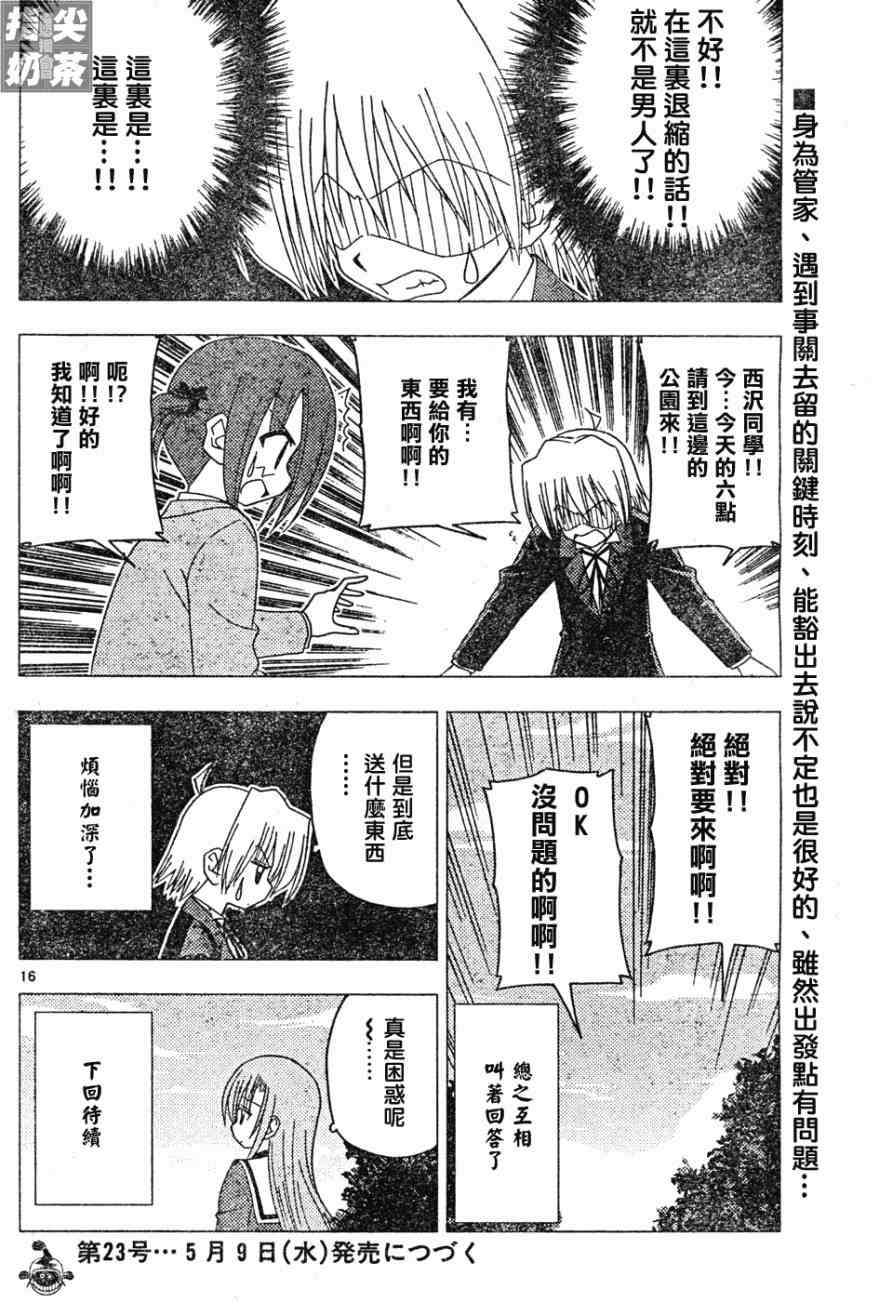 不好!!
在這裏退縮的話!!
就不是男人了!!
這裏是…!!
這裏是…!!
西沢同學!!
今…今天的六點
請到這邊的
公園來!!
我有…
要給你的
東西啊啊!!
呃!?
啊!!好的
我知道了啊啊!!
絕對!!
絕對要來啊啊!!
OK
沒問題的啊啊!!
總之互相
叫著回答了
但是到底
送什麼東西
……
煩惱加深了…
16
真是困惑呢
~……
下回待續
■身為管家、遇到事關去留的關鍵時刻、能豁出去說不定也是很好的、雖然出發點有問題…
第23号…5月9日(水)発売につづく
指尖
奶茶